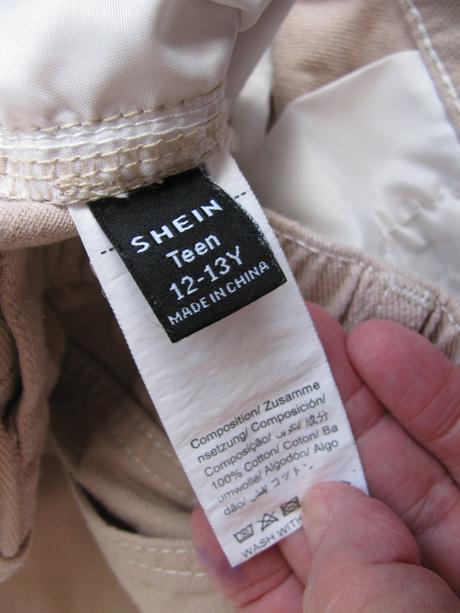 SHEIN
Teen
12-13Y
MADE IN CHINA
Composition/ Zusamme
nsetzung/ Composición/
Composição/ تكوين/ 成分
100% Cotton/ Coton/ Ba
umwolle/ Algodón/ Algo
dão/ قطن/ コットン
WASH WITH